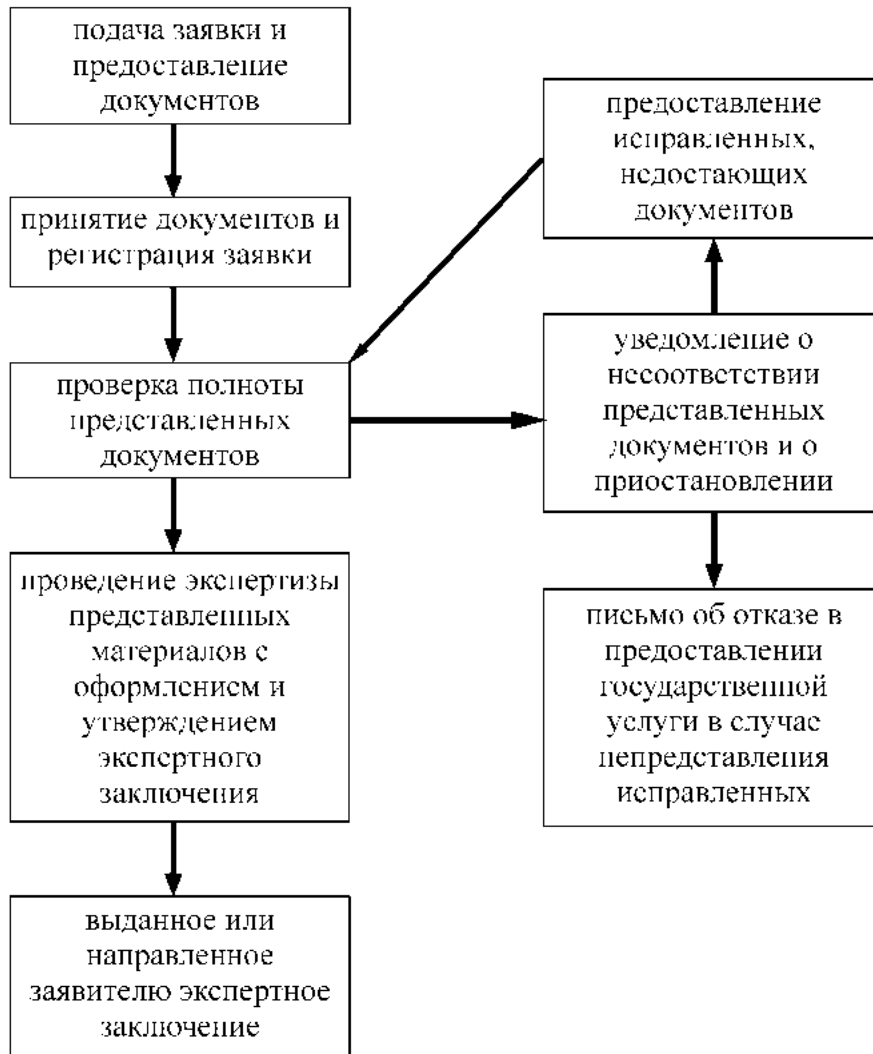 подача заявки и
предоставление
документов
принятие документов и
регистрация заявки
проверка полноты
представленных
документов
проведение экспертизы
представленных
материалов с
оформлением и
утверждением
экспертного
заключения
выданное или
направленное
заявителю экспертное
заключение
предоставление
исправленных,
недостающих
документов
уведомление о
несоответствии
представленных
документов и о
приостановлении
письмо об отказе в
предоставлении
государственной
услуги в случае
непредставления
исправленных